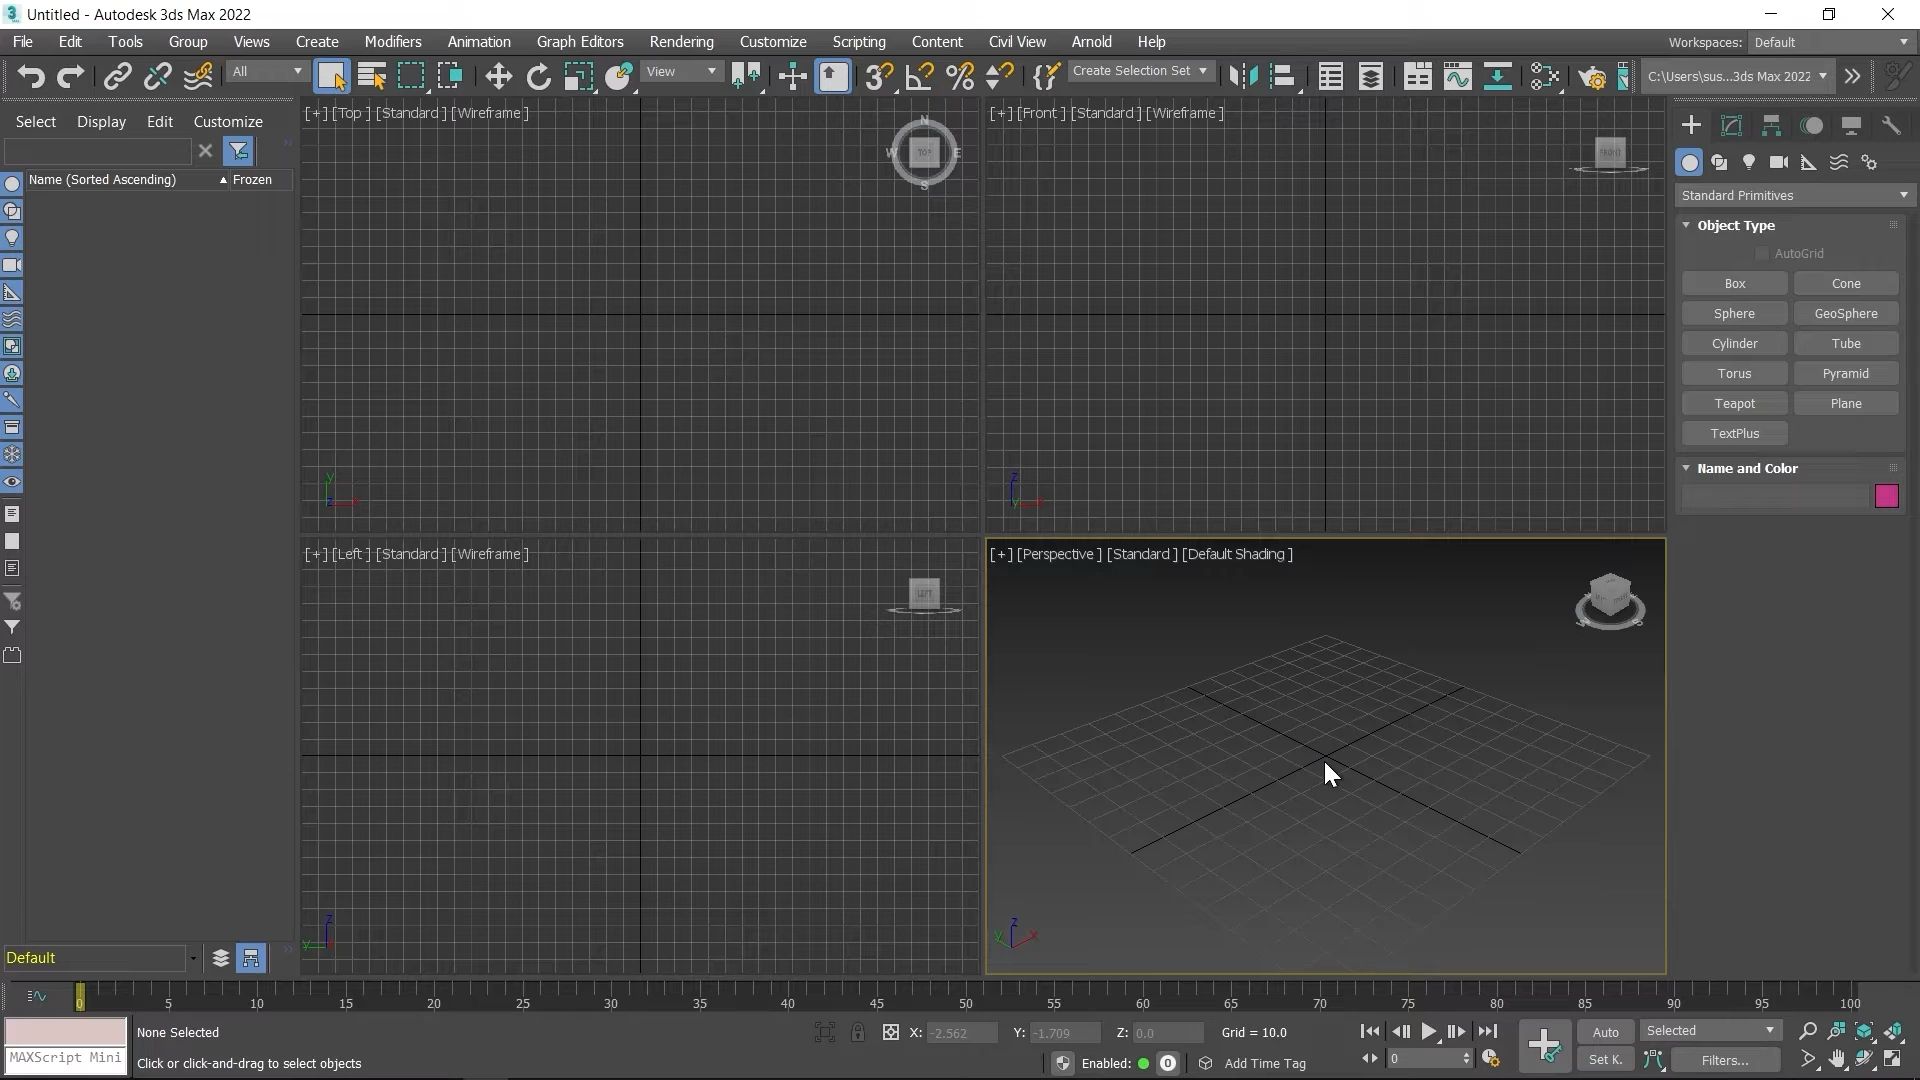 Untitled - Autodesk 3ds Max 2022
File Edit Tools Group Views Create Modifiers Animation Graph Editors Rendering Customize Scripting Content Civil View Arnold Help Workspaces: Default
All View Create Selection Set C:\Users\sus...3ds Max 2022
Select Display Edit Customize
Name (Sorted Ascending) Frozen
[+] [Top ] [Standard ] [Wireframe ]
N
W TOP E
S
y
z x
[+] [Front ] [Standard ] [Wireframe ]
FRONT
z
y x
[+] [Left ] [Standard ] [Wireframe ]
LEFT
z
y
[+] [Perspective ] [Standard ] [Default Shading ]
z
y x
Standard Primitives
Object Type
AutoGrid
Box Cone
Sphere GeoSphere
Cylinder Tube
Torus Pyramid
Teapot Plane
TextPlus
Name and Color
Default
0 5 10 15 20 25 30 35 40 45 50 55 60 65 70 75 80 85 90 95 100
None Selected X: -2.562 Y: -1.709 Z: 0.0 Grid = 10.0 Auto Selected
MAXScript Mini Click or click-and-drag to select objects Enabled: 0 Add Time Tag 0 Set K. Filters...